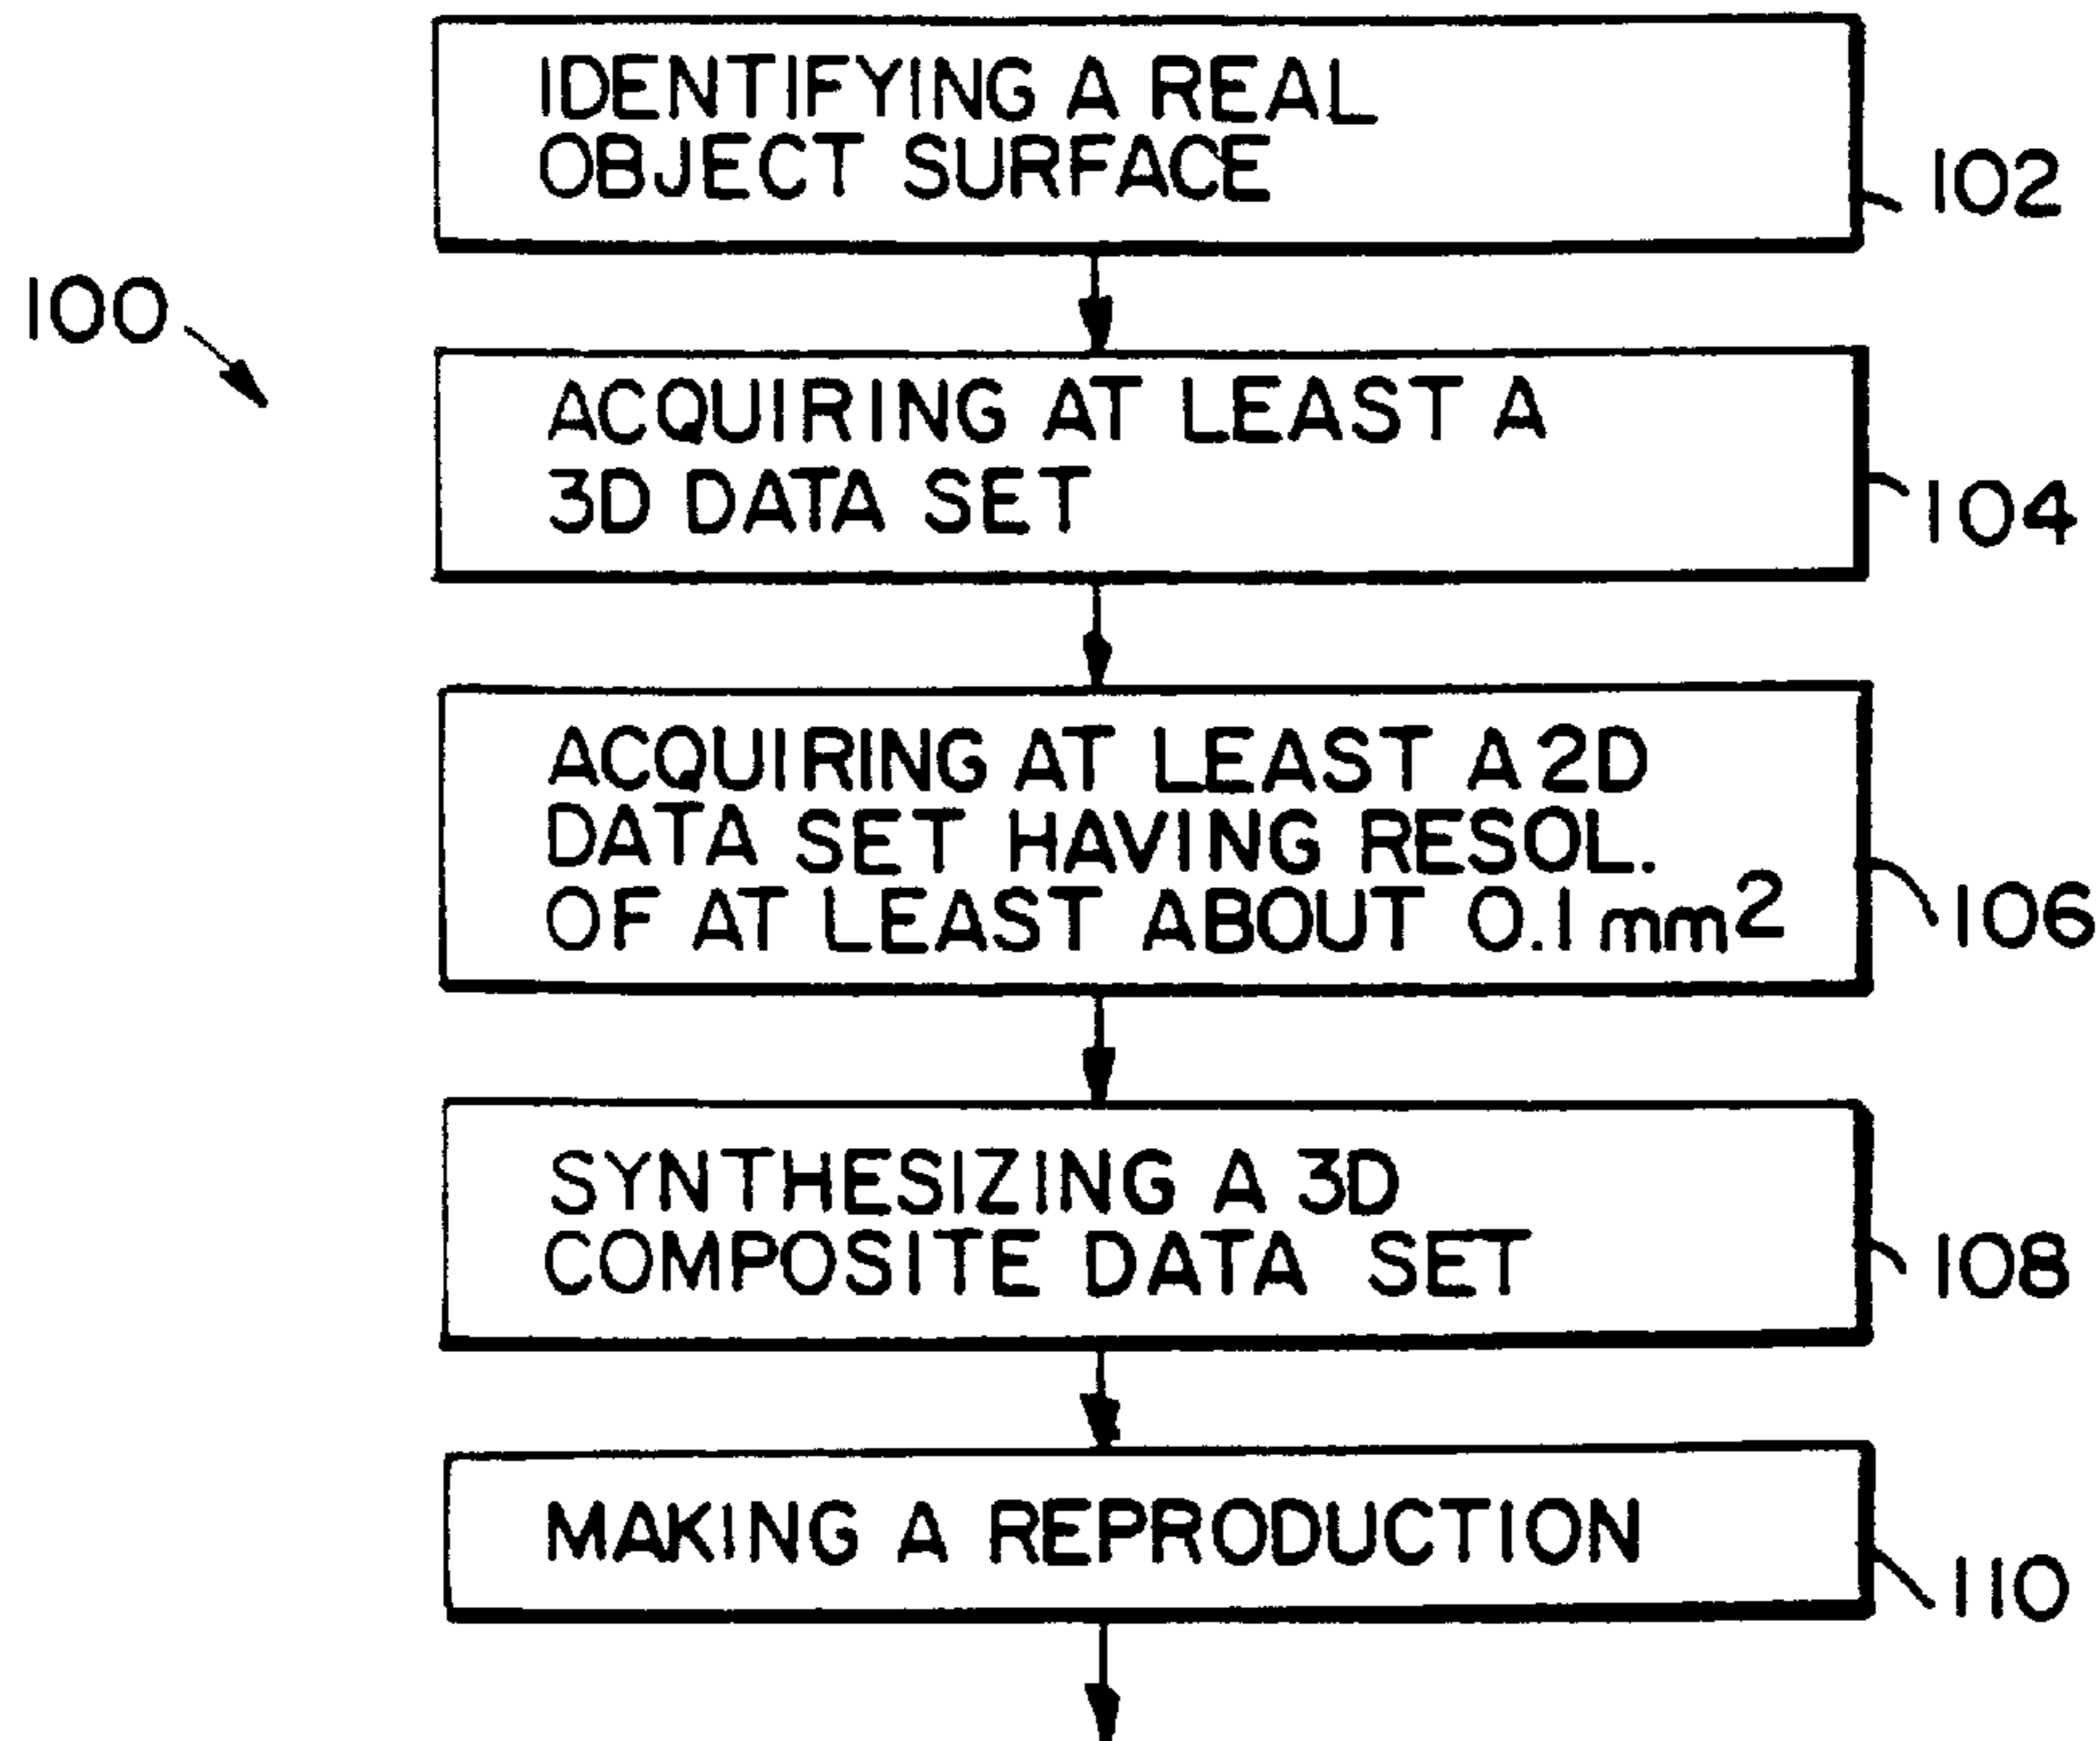 IDENTIFYING A REAL
OBJECT SURFACE
102
100
ACQUIRING AT LEAST A
3D DATA SET
104
ACQUIRING AT LEAST A 2D
DATA SET HAVING RESOL.
OF AT LEAST ABOUT 0.1 mm²
106
SYNTHESIZING A 3D
COMPOSITE DATA SET
108
MAKING A REPRODUCTION
110